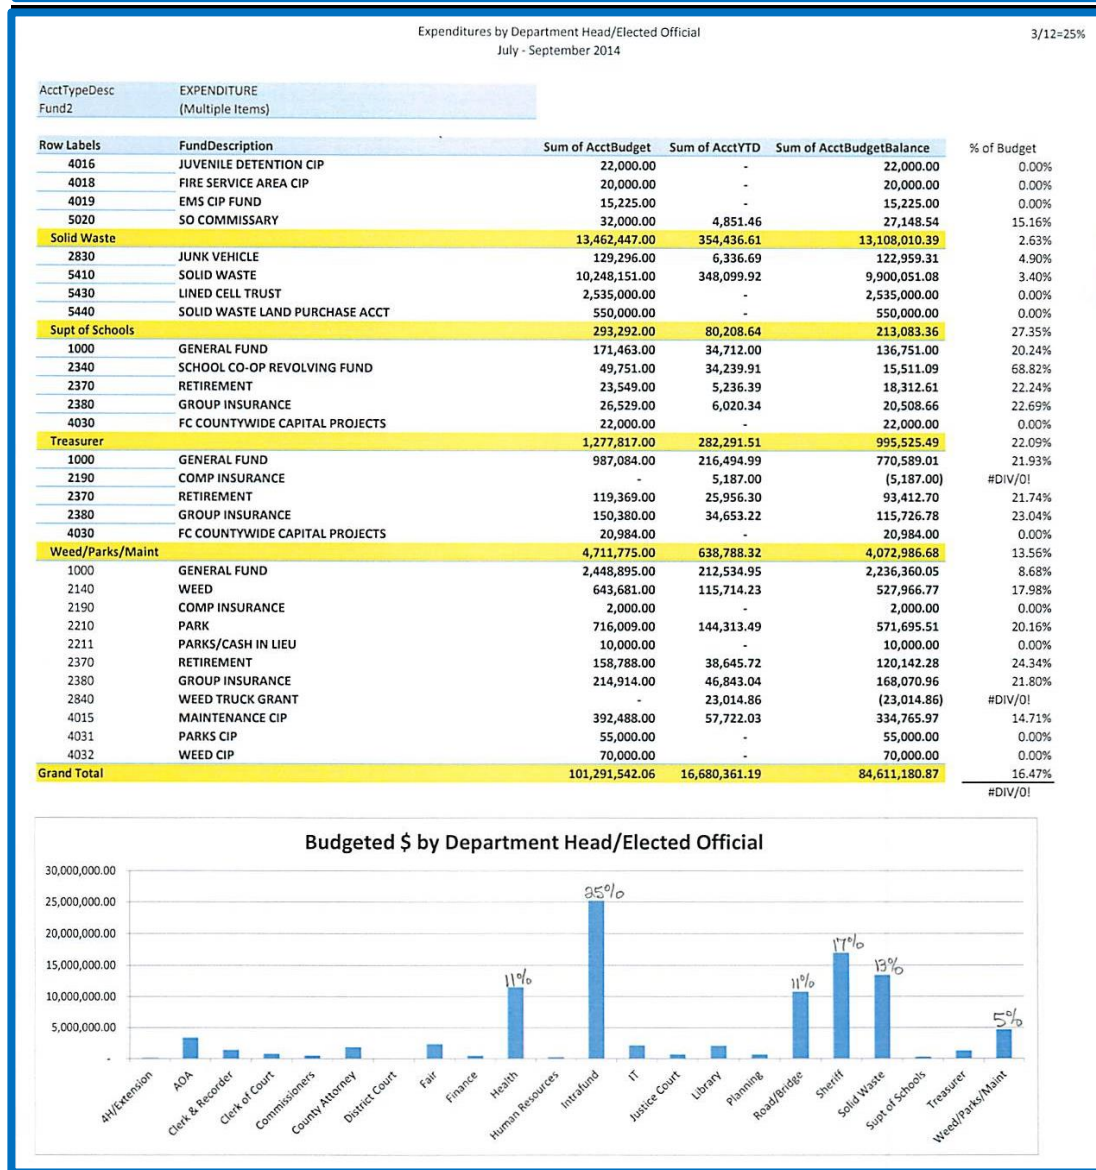 Expenditures by Department Head/Elected Official 3/12=25%
July - September 2014
AcctTypeDesc EXPENDITURE
Fund2 (Multiple Items)
Row Labels FundDescription Sum of AcctBudget Sum of AcctYTD Sum of AcctBudgetBalance % of Budget
4016 JUVENILE DETENTION CIP 22,000.00 - 22,000.00 0.00%
4018 FIRE SERVICE AREA CIP 20,000.00 - 20,000.00 0.00%
4019 EMS CIP FUND 15,225.00 - 15,225.00 0.00%
5020 SO COMMISSARY 32,000.00 4,851.46 27,148.54 15.16%
Solid Waste 13,462,447.00 354,436.61 13,108,010.39 2.63%
2830 JUNK VEHICLE 129,296.00 6,336.69 122,959.31 4.90%
5410 SOLID WASTE 10,248,151.00 348,099.92 9,900,051.08 3.40%
5430 LINED CELL TRUST 2,535,000.00 - 2,535,000.00 0.00%
5440 SOLID WASTE LAND PURCHASE ACCT 550,000.00 - 550,000.00 0.00%
Supt of Schools 293,292.00 80,208.64 213,083.36 27.35%
1000 GENERAL FUND 171,463.00 34,712.00 136,751.00 20.24%
2340 SCHOOL CO-OP REVOLVING FUND 49,751.00 34,239.91 15,511.09 68.82%
2370 RETIREMENT 23,549.00 5,236.39 18,312.61 22.24%
2380 GROUP INSURANCE 26,529.00 6,020.34 20,508.66 22.69%
4030 FC COUNTYWIDE CAPITAL PROJECTS 22,000.00 - 22,000.00 0.00%
Treasurer 1,277,817.00 282,291.51 995,525.49 22.09%
1000 GENERAL FUND 987,084.00 216,494.99 770,589.01 21.93%
2190 COMP INSURANCE - 5,187.00 (5,187.00) #DIV/0!
2370 RETIREMENT 119,369.00 25,956.30 93,412.70 21.74%
2380 GROUP INSURANCE 150,380.00 34,653.22 115,726.78 23.04%
4030 FC COUNTYWIDE CAPITAL PROJECTS 20,984.00 - 20,984.00 0.00%
Weed/Parks/Maint 4,711,775.00 638,788.32 4,072,986.68 13.56%
1000 GENERAL FUND 2,448,895.00 212,534.95 2,236,360.05 8.68%
2140 WEED 643,681.00 115,714.23 527,966.77 17.98%
2190 COMP INSURANCE 2,000.00 - 2,000.00 0.00%
2210 PARK 716,009.00 144,313.49 571,695.51 20.16%
2211 PARKS/CASH IN LIEU 10,000.00 - 10,000.00 0.00%
2370 RETIREMENT 158,788.00 38,645.72 120,142.28 24.34%
2380 GROUP INSURANCE 214,914.00 46,843.04 168,070.96 21.80%
2840 WEED TRUCK GRANT - 23,014.86 (23,014.86) #DIV/0!
4015 MAINTENANCE CIP 392,488.00 57,722.03 334,765.97 14.71%
4031 PARKS CIP 55,000.00 - 55,000.00 0.00%
4032 WEED CIP 70,000.00 - 70,000.00 0.00%
Grand Total 101,291,542.06 16,680,361.19 84,611,180.87 16.47%
#DIV/0!
Budgeted $ by Department Head/Elected Official
30,000,000.00
25,000,000.00
20,000,000.00
15,000,000.00
10,000,000.00
5,000,000.00
-
11% 25% 11% 17% 13% 5%
4H/Extension AOA Clerk & Recorder Clerk of Court Commissioners County Attorney District Court Fair Finance Health Human Resources Intrafund IT Justice Court Library Planning Road/Bridge Sheriff Solid Waste Supt of Schools Treasurer Weed/Parks/Maint